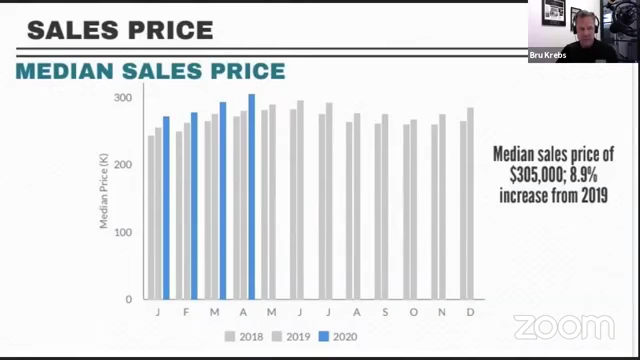 SALES PRICE
Bru Krebs
MEDIAN SALES PRICE
300
200
100
0
Median Price (K)
J F M A M J J A S O N D
2018 2019 2020
Median sales price of
$305,000; 8.9%
increase from 2019
zoom